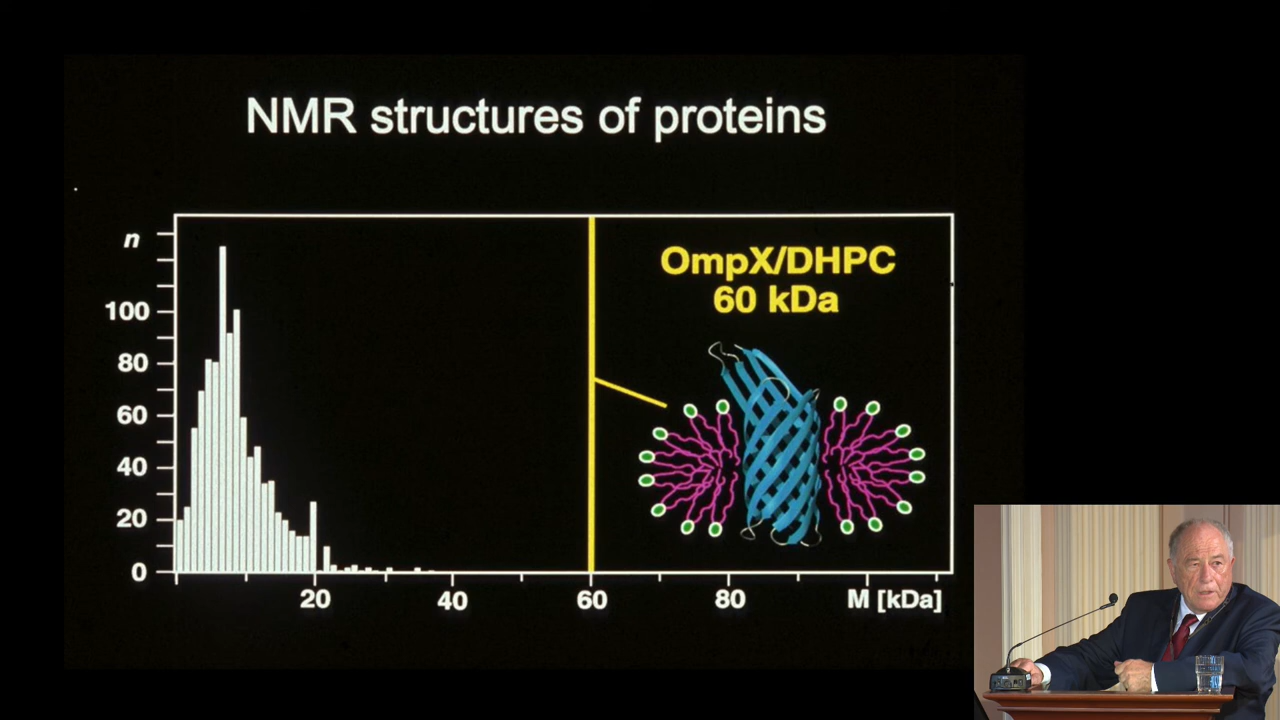 NMR structures of proteins
n
100
80
60
40
20
0
OmpX/DHPC
60 kDa
20
40
60
80
M [kDa]